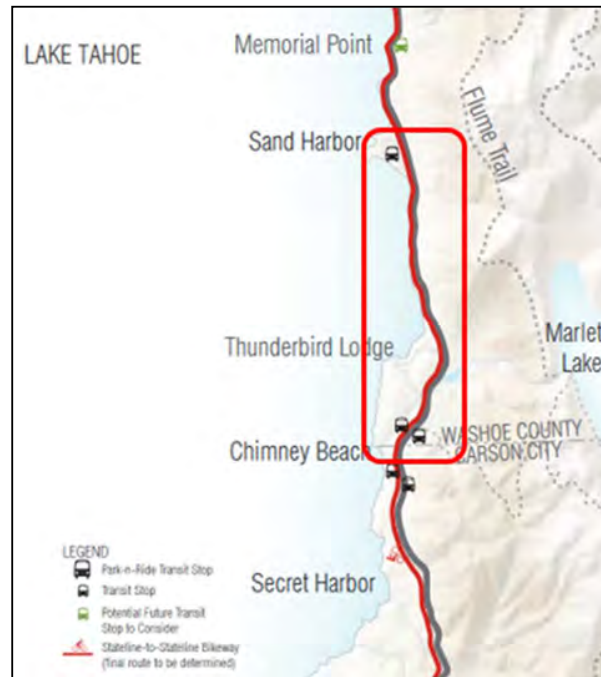 LAKE TAHOE
Memorial Point
Flume Trail
Sand Harbor
Thunderbird Lodge
Marlet
Lake
WASHOE COUNTY
CARSON CITY
Chimney Beach
Secret Harbor
LEGEND
Park-n-Ride Transit Stop
Transit Stop
Potential Future Transit
Stop to Consider
Stateline-to-Stateline Bikeway
(final route to be determined)